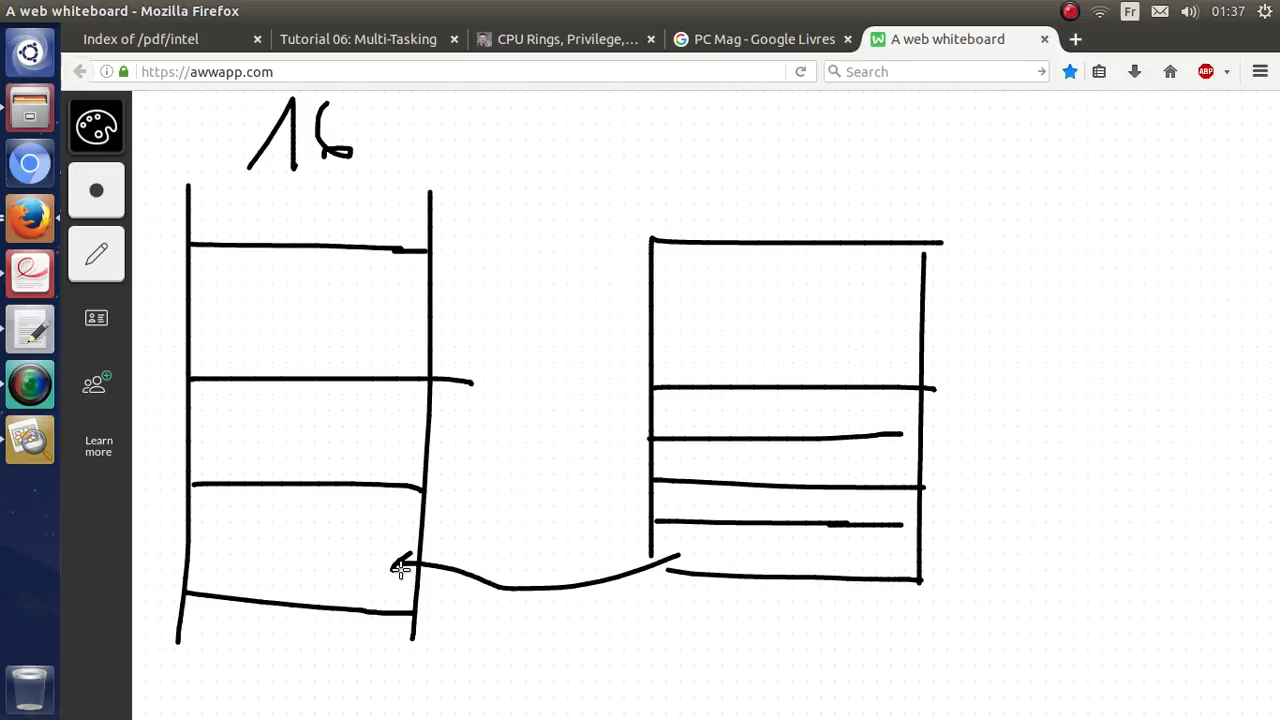 A web whiteboard - Mozilla Firefox
Fr
01:37
Index of /pdf/intel
Tutorial 06: Multi-Tasking
CPU Rings, Privilege,...
PC Mag - Google Livres
A web whiteboard
https://awwapp.com
Search
ABP
16
Learn
more